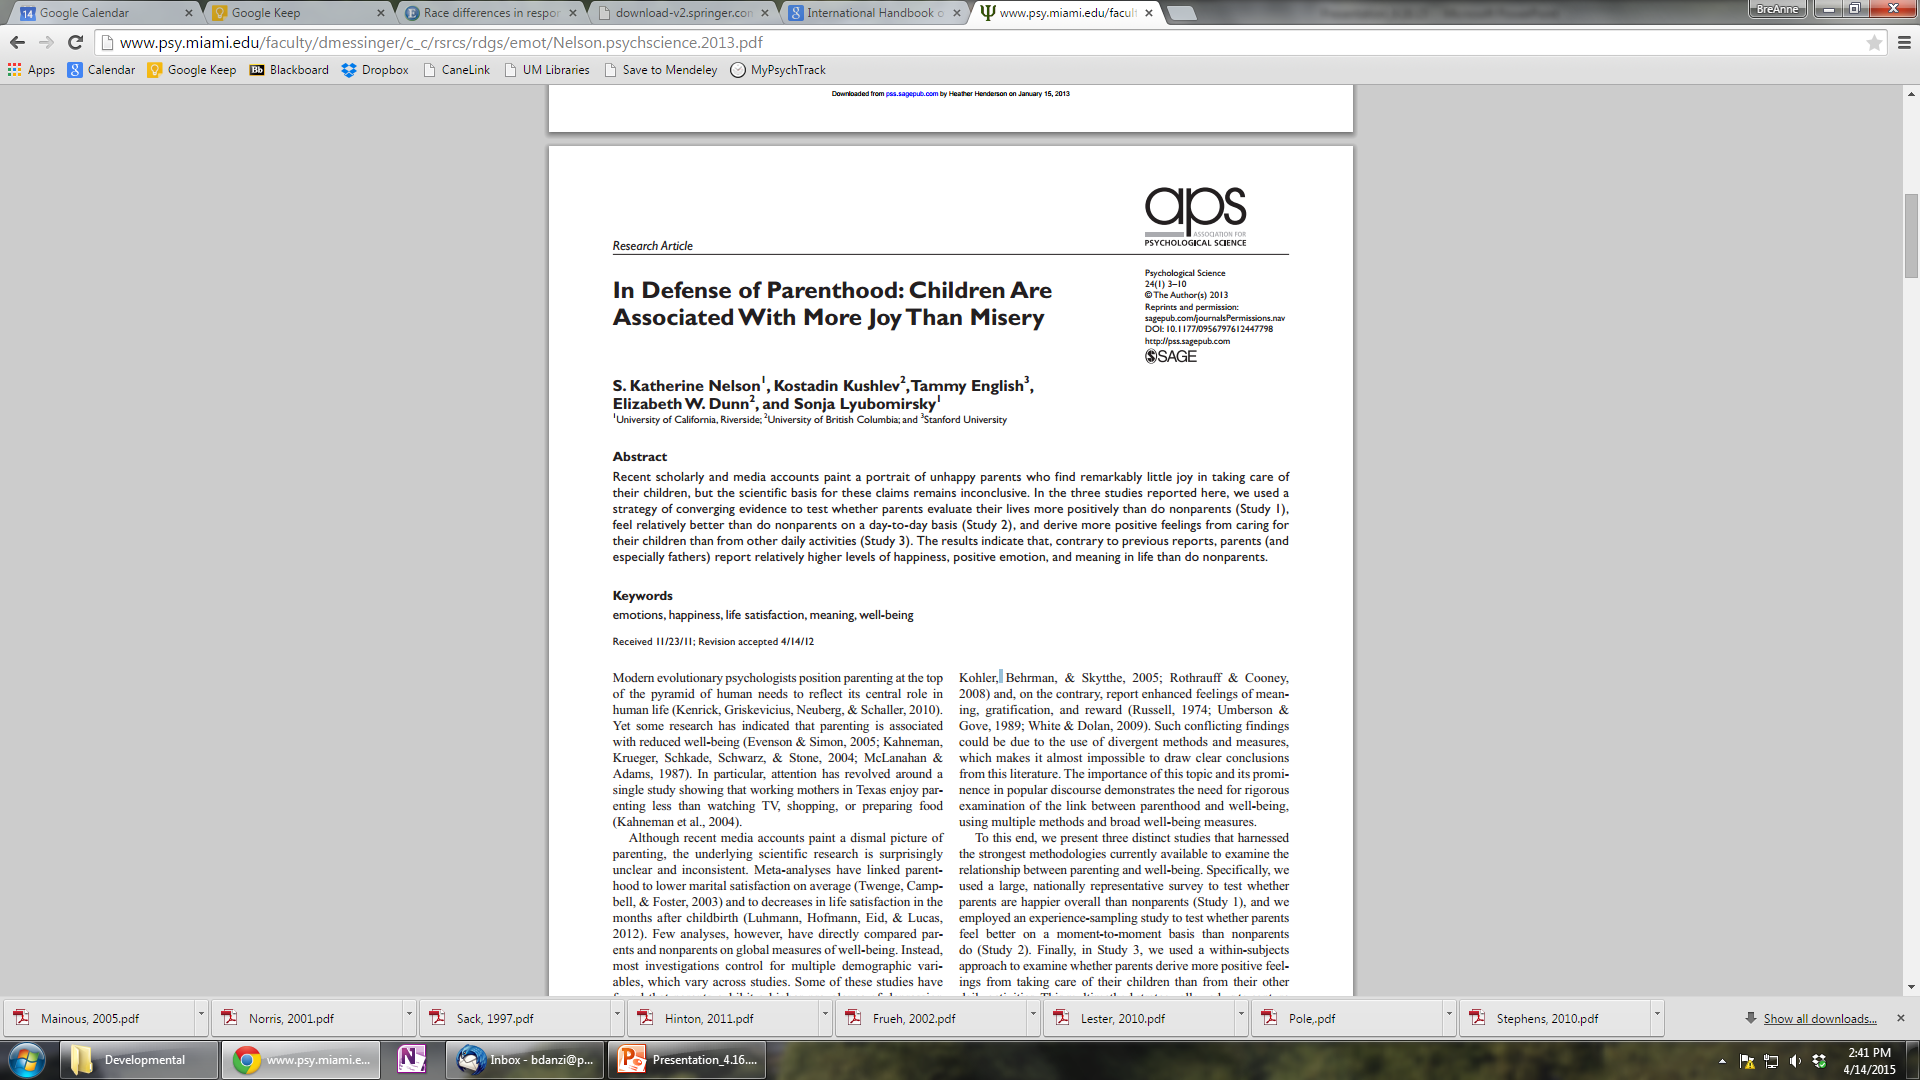 Google Calendar
Google Keep
Race differences in respor
download-v2.springer.con
International Handbook o
www.psy.miami.edu/facult
BreAnne
www.psy.miami.edu/faculty/dmessinger/c_c/rsrcs/rdgs/emot/Nelson.psychscience.2013.pdf
Apps
8 Calendar
Google Keep
Bb Blackboard
Dropbox
CaneLink
UM Libraries
Save to Mendeley
MyPsychTrack
Downloaded from pss.sagepub.com by Heather Henderson on January 15, 2013
aps
ASSOCIATION FOR
PSYCHOLOGICAL SCIENCE
Research Article
In Defense of Parenthood: Children Are
Associated With More Joy Than Misery
Psychological Science
24(1) 3–10
© The Author(s) 2013
Reprints and permission:
sagepub.com/journalsPermissions.nav
DOI: 10.1177/0956797612447798
http://pss.sagepub.com
SAGE
S. Katherine Nelson1, Kostadin Kushlev2, Tammy English3,
Elizabeth W. Dunn2, and Sonja Lyubomirsky1
1University of California, Riverside; 2University of British Columbia; and 3Stanford University
Abstract
Recent scholarly and media accounts paint a portrait of unhappy parents who find remarkably little joy in taking care of
their children, but the scientific basis for these claims remains inconclusive. In the three studies reported here, we used a
strategy of converging evidence to test whether parents evaluate their lives more positively than do nonparents (Study 1),
feel relatively better than do nonparents on a day-to-day basis (Study 2), and derive more positive feelings from caring for
their children than from other daily activities (Study 3). The results indicate that, contrary to previous reports, parents (and
especially fathers) report relatively higher levels of happiness, positive emotion, and meaning in life than do nonparents.
Keywords
emotions, happiness, life satisfaction, meaning, well-being
Received 11/23/11; Revision accepted 4/14/12
Modern evolutionary psychologists position parenting at the top
of the pyramid of human needs to reflect its central role in
human life (Kenrick, Griskevicius, Neuberg, & Schaller, 2010).
Yet some research has indicated that parenting is associated
with reduced well-being (Evenson & Simon, 2005; Kahneman,
Krueger, Schkade, Schwarz, & Stone, 2004; McLanahan &
Adams, 1987). In particular, attention has revolved around a
single study showing that working mothers in Texas enjoy par-
enting less than watching TV, shopping, or preparing food
(Kahneman et al., 2004).
Although recent media accounts paint a dismal picture of
parenting, the underlying scientific research is surprisingly
unclear and inconsistent. Meta-analyses have linked parent-
hood to lower marital satisfaction on average (Twenge, Camp-
bell, & Foster, 2003) and to decreases in life satisfaction in the
months after childbirth (Luhmann, Hofmann, Eid, & Lucas,
2012). Few analyses, however, have directly compared par-
ents and nonparents on global measures of well-being. Instead,
most investigations control for multiple demographic vari-
ables, which vary across studies. Some of these studies have
Kohler, Behrman, & Skytthe, 2005; Rothrauff & Cooney,
2008) and, on the contrary, report enhanced feelings of mean-
ing, gratification, and reward (Russell, 1974; Umberson &
Gove, 1989; White & Dolan, 2009). Such conflicting findings
could be due to the use of divergent methods and measures,
which makes it almost impossible to draw clear conclusions
from this literature. The importance of this topic and its promi-
nence in popular discourse demonstrates the need for rigorous
examination of the link between parenthood and well-being,
using multiple methods and broad well-being measures.
To this end, we present three distinct studies that harnessed
the strongest methodologies currently available to examine the
relationship between parenting and well-being. Specifically, we
used a large, nationally representative survey to test whether
parents are happier overall than nonparents (Study 1), and we
employed an experience-sampling study to test whether parents
feel better on a moment-to-moment basis than nonparents
do (Study 2). Finally, in Study 3, we used a within-subjects
approach to examine whether parents derive more positive feel-
ings from taking care of their children than from their other
Mainous, 2005.pdf
Norris, 2001.pdf
Sack, 1997.pdf
Hinton, 2011.pdf
Frueh, 2002.pdf
Lester, 2010.pdf
Pole,.pdf
Stephens, 2010.pdf
Show all downloads...
Developmental
www.psy.miami.e...
Inbox - bdanzi@p...
Presentation_4.16....
2:41 PM
4/14/2015